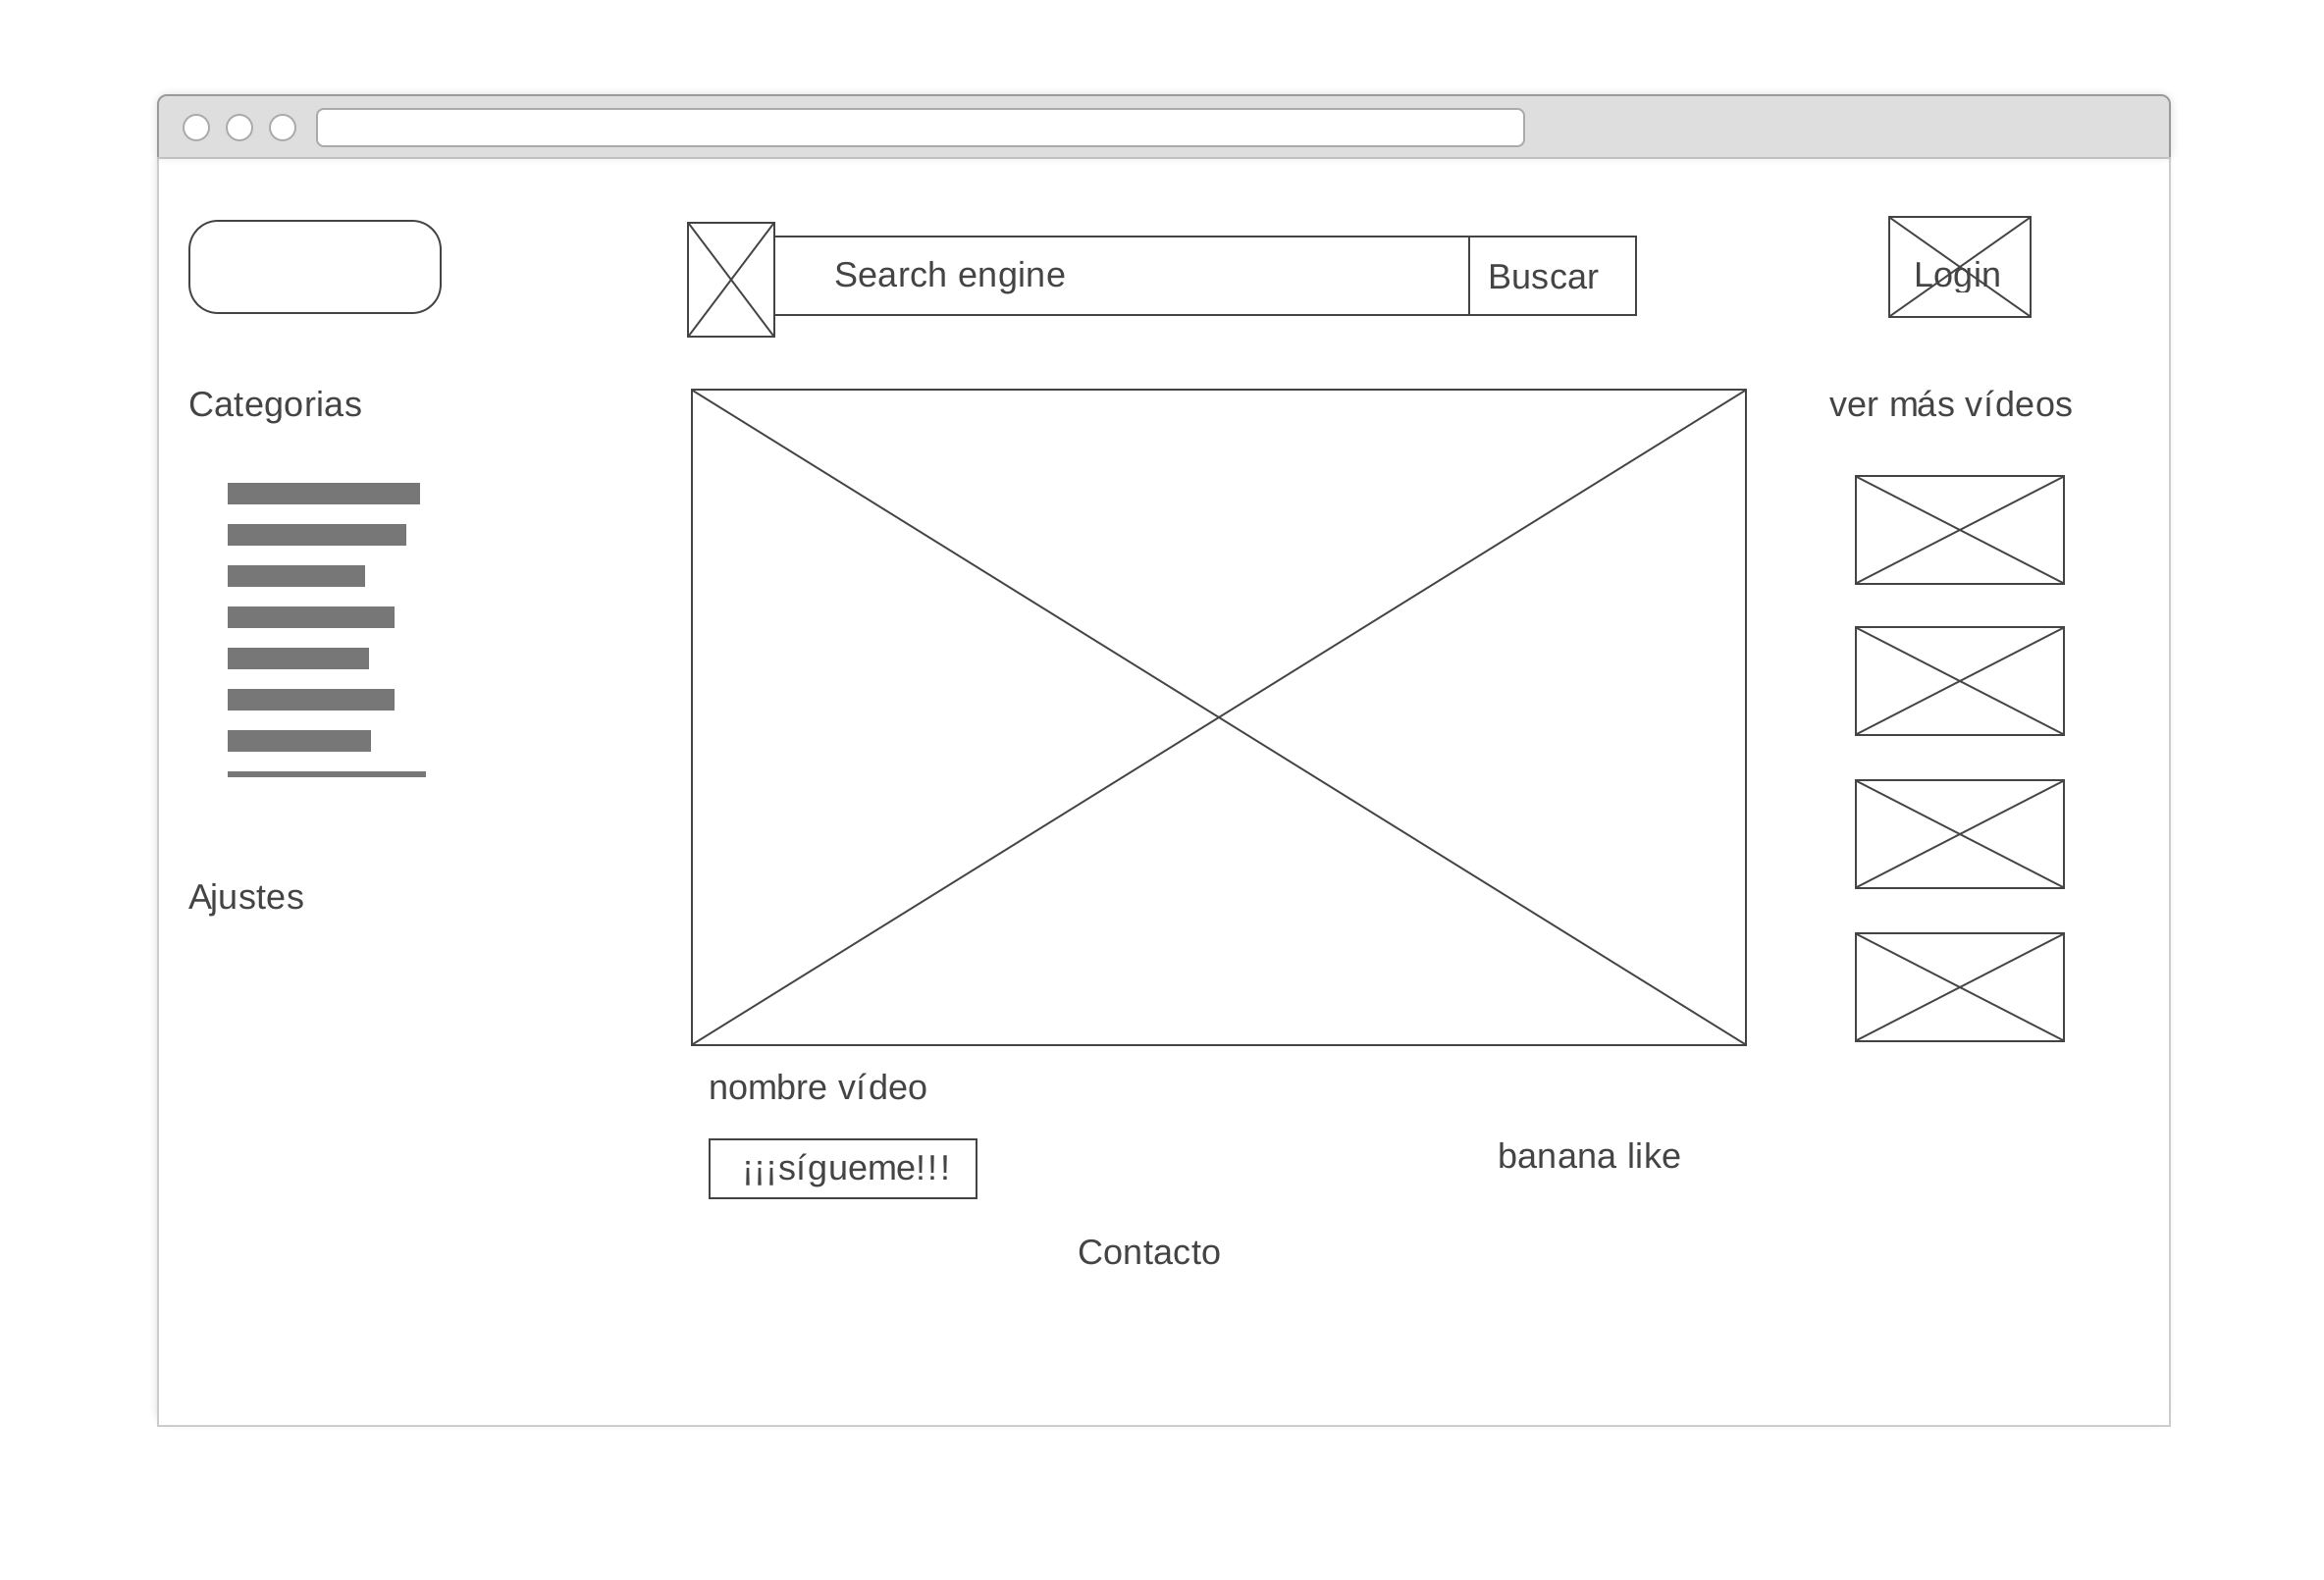 Search engine
Buscar
Login
Categorias
ver más vídeos
Ajustes
nombre vídeo
¡¡¡sígueme!!!
banana like
Contacto